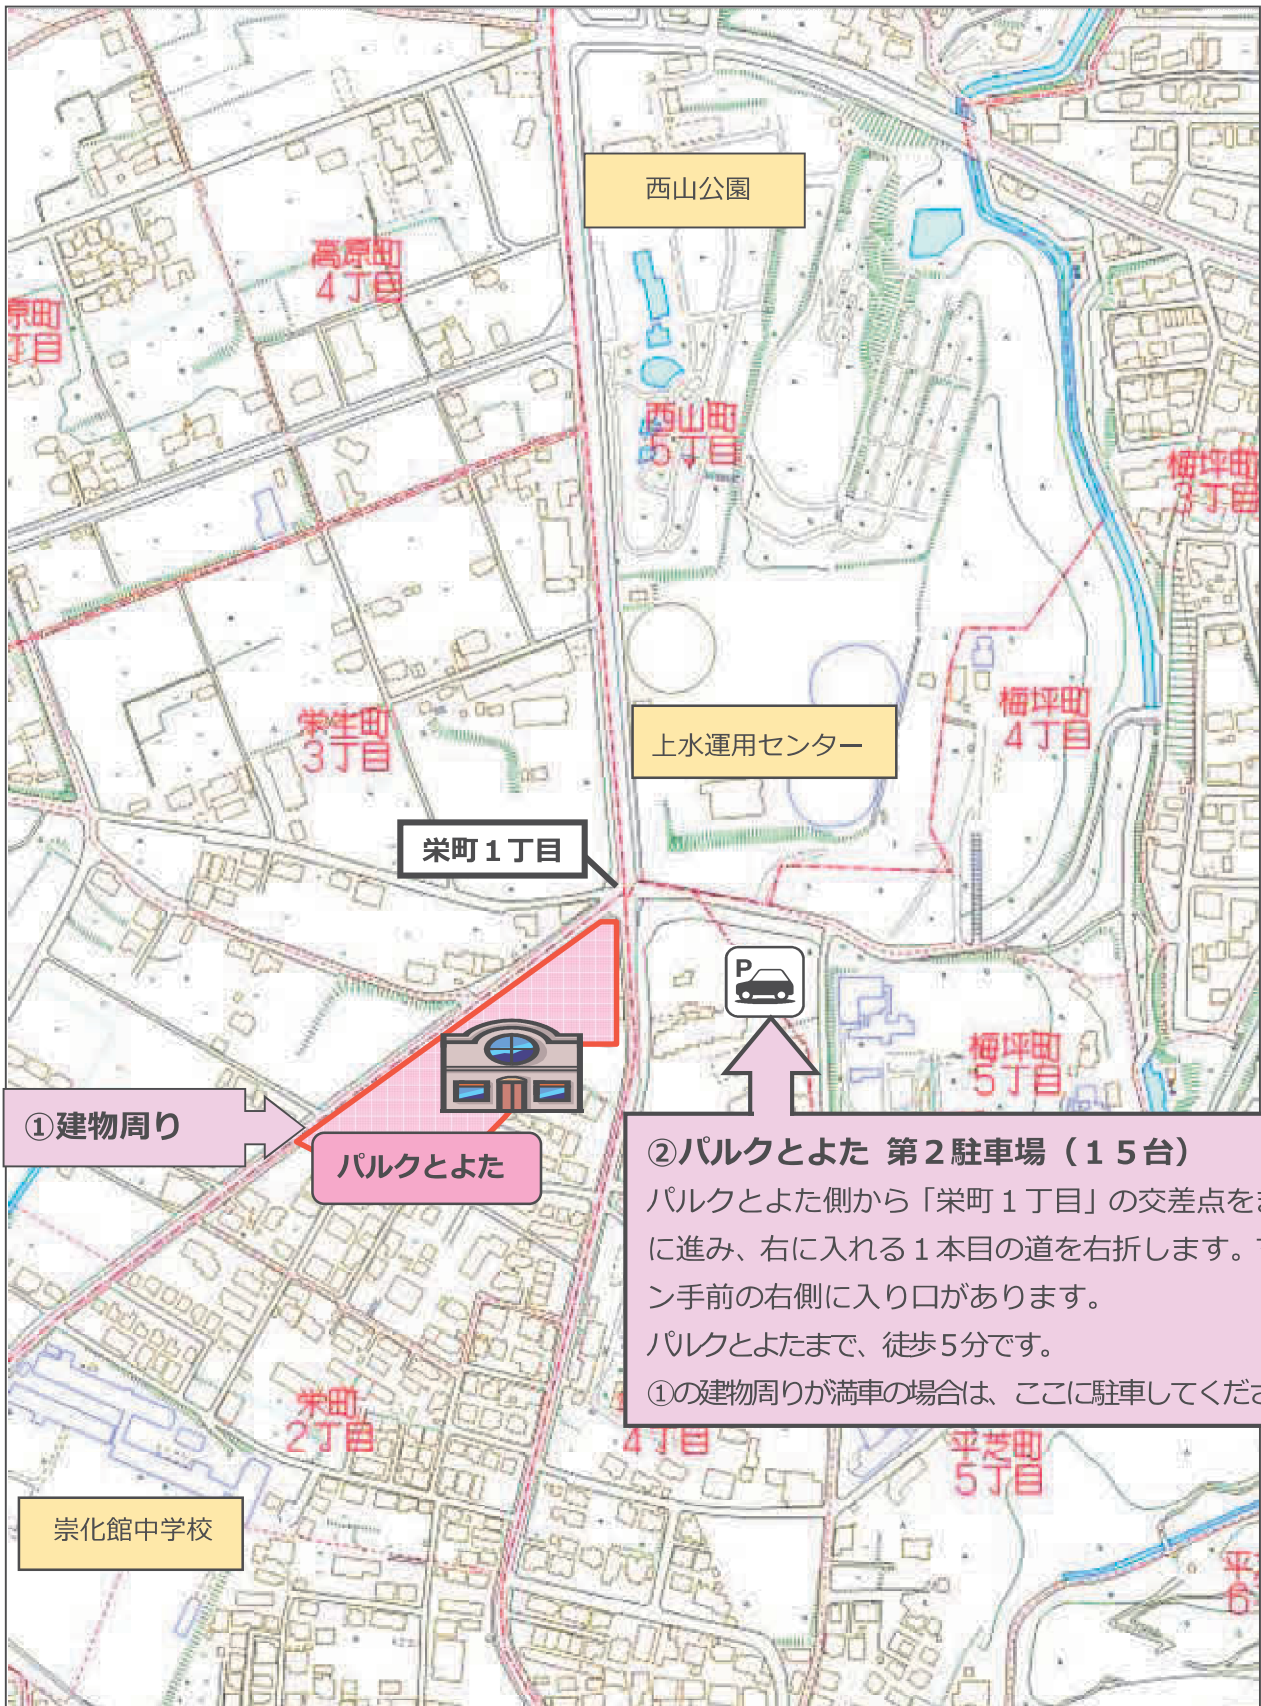 西山公園
高原町
4丁目
原町
丁目
西山町
5丁目
梅坪町
3丁目
梅坪町
4丁目
常生町
3丁目
上水運用センター
栄町1丁目
P
梅坪町
5丁目
①建物周り
パルクとよた
②パルクとよた 第2駐車場（15台）
パルクとよた側から「栄町1丁目」の交差点を
に進み、右に入れる1本目の道を右折します。
ン手前の右側に入り口があります。
パルクとよたまで、徒歩5分です。
①の建物周りが満車の場合は、ここに駐車してくださ
栄町
2丁目
4丁目
平芝町
5丁目
崇化館中学校
平
6